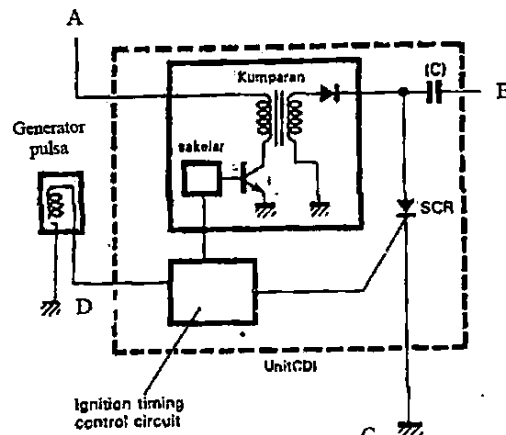 A
Kumparan
(C)
B
Generator
pulsa
sakelar
SCR
D
UnitCDI
Ignition timing
control circuit
C